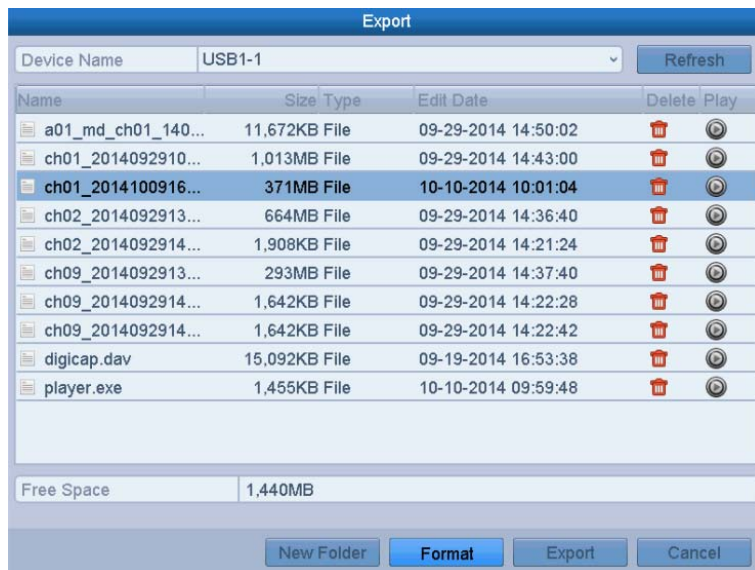 Export
Device Name USB1-1 Refresh
Name Size Type Edit Date Delete Play
a01_md_ch01_140... 11,672KB File 09-29-2014 14:50:02
ch01_2014092910... 1,013MB File 09-29-2014 14:43:00
ch01_2014100916... 371MB File 10-10-2014 10:01:04
ch02_2014092913... 664MB File 09-29-2014 14:36:40
ch02_2014092914... 1,908KB File 09-29-2014 14:21:24
ch09_2014092913... 293MB File 09-29-2014 14:37:40
ch09_2014092914... 1,642KB File 09-29-2014 14:22:28
ch09_2014092914... 1,642KB File 09-29-2014 14:22:42
digicap.dav 15,092KB File 09-19-2014 16:53:38
player.exe 1,455KB File 10-10-2014 09:59:48
Free Space 1,440MB
New Folder Format Export Cancel